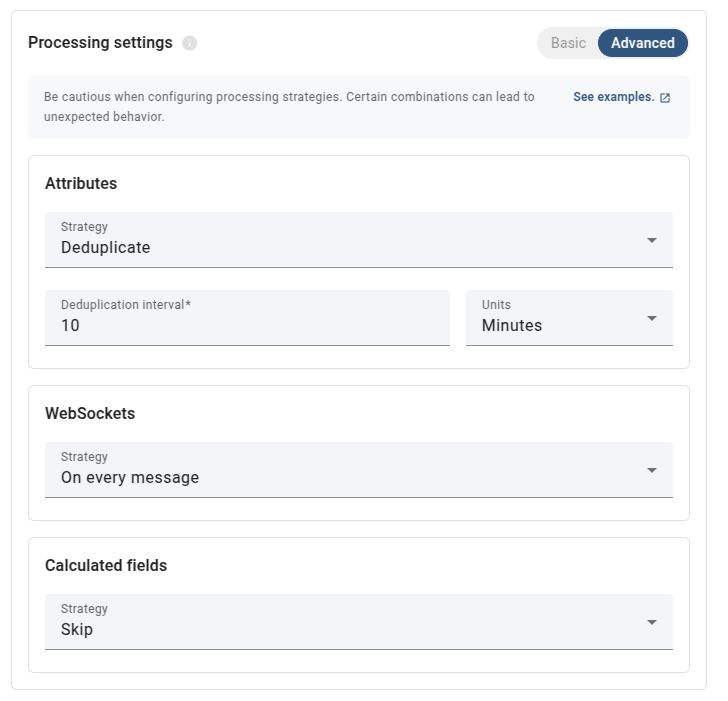 Processing settings
Basic
Advanced
Be cautious when configuring processing strategies. Certain combinations can lead to
unexpected behavior.
See examples.
Attributes
Strategy
Deduplicate
Deduplication interval*
10
Units
Minutes
WebSockets
Strategy
On every message
Calculated fields
Strategy
Skip